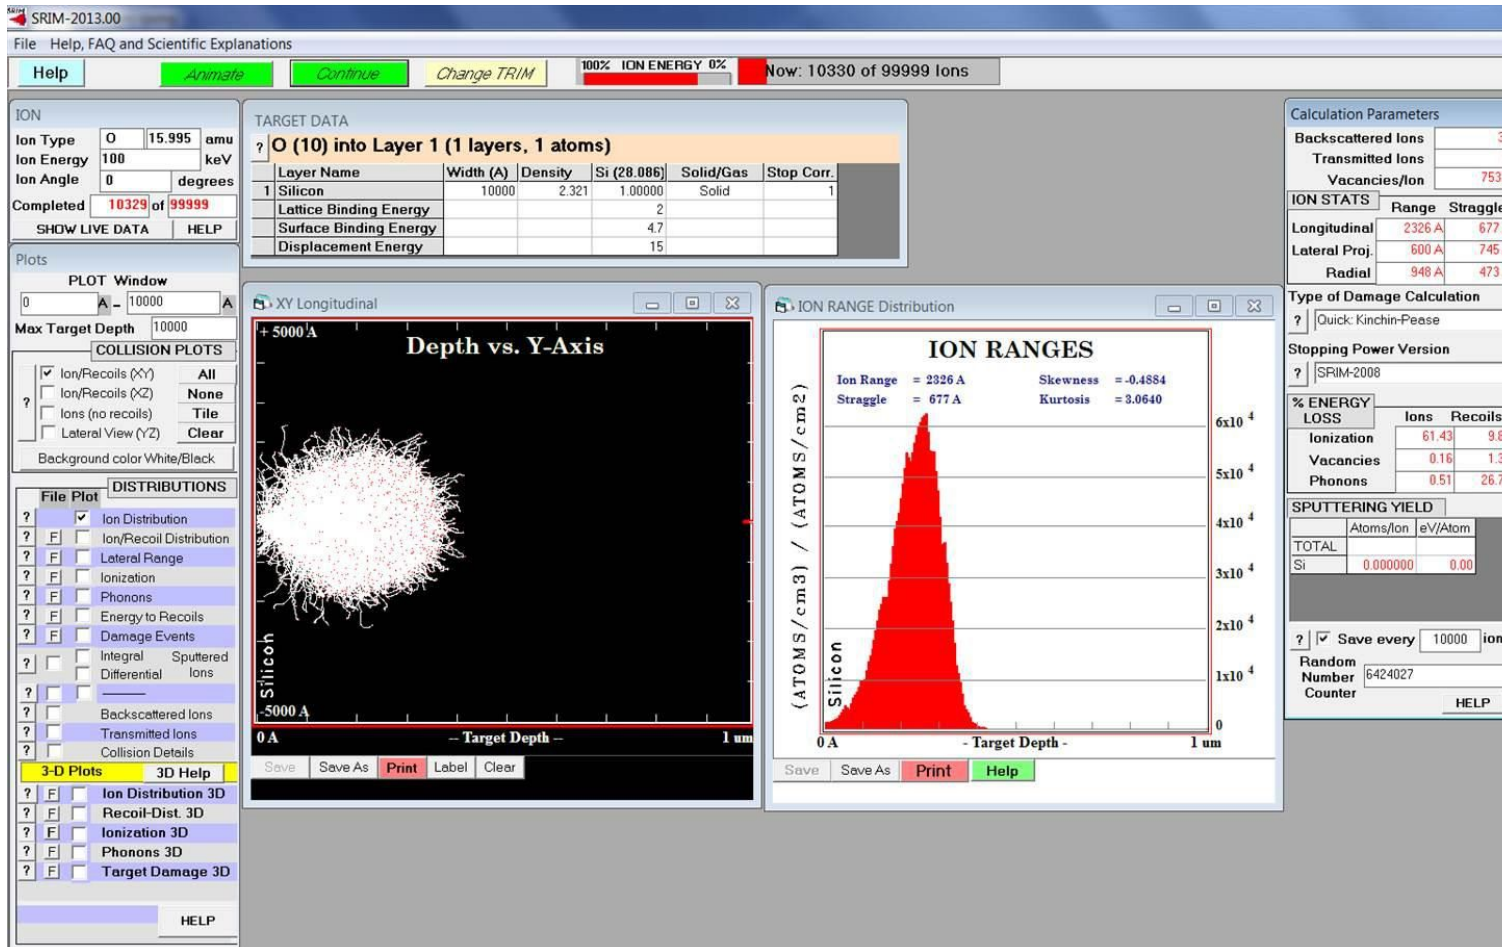 SRIM-2013.00
File Help, FAQ and Scientific Explanations
Help Animate Continue Change TRIM 100% ION ENERGY 0% Now: 10330 of 99999 Ions
ION
Ion Type O 15.995 amu
Ion Energy 100 keV
Ion Angle 0 degrees
Completed 10329 of 99999
SHOW LIVE DATA HELP
TARGET DATA
? O (10) into Layer 1 (1 layers, 1 atoms)
Layer Name Width (A) Density Si (28.086) Solid/Gas Stop Corr.
1 Silicon 10000 2.321 1.00000 Solid 1
Lattice Binding Energy 2
Surface Binding Energy 4.7
Displacement Energy 15
Plots
PLOT Window
0 A - 10000 A
Max Target Depth 10000
COLLISION PLOTS
Ion/Recoils (XY) All
Ion/Recoils (XZ) None
?
Ions (no recoils) Tile
Lateral View (YZ) Clear
Background color White/Black
DISTRIBUTIONS
File Plot
? Ion Distribution
? F Ion/Recoil Distribution
? F Lateral Range
? F Ionization
? F Phonons
? F Energy to Recoils
? F Damage Events
? Integral Sputtered
Differential Ions
?
? Backscattered Ions
? Transmitted Ions
? Collision Details
3-D Plots 3D Help
? F Ion Distribution 3D
? F Recoil-Dist. 3D
? F Ionization 3D
? F Phonons 3D
? F Target Damage 3D
HELP
XY Longitudinal
+ 5000 A
Depth vs. Y-Axis
Silicon
-5000 A
0 A -- Target Depth -- 1 um
Save Save As Print Label Clear
ION RANGE Distribution
ION RANGES
Ion Range = 2326 A Skewness = -0.4884
Straggle = 677 A Kurtosis = 3.0640
(ATOMS/cm3) / (ATOMS/cm2)
6x10 4
5x10 4
4x10 4
3x10 4
2x10 4
1x10 4
0
Silicon
0 A - Target Depth - 1 um
Save Save As Print Help
Calculation Parameters
Backscattered Ions
Transmitted Ions
Vacancies/Ion 753
ION STATS Range Straggle
Longitudinal 2326 A 677
Lateral Proj. 600 A 745
Radial 948 A 473
Type of Damage Calculation
? Quick: Kinchin-Pease
Stopping Power Version
? SRIM-2008
% ENERGY LOSS Ions Recoils
Ionization 61.43 9.8
Vacancies 0.16 1.3
Phonons 0.51 26.7
SPUTTERING YIELD
Atoms/Ion eV/Atom
TOTAL
Si 0.000000 0.00
? Save every 10000 ion
Random
Number 6424027
Counter
HELP